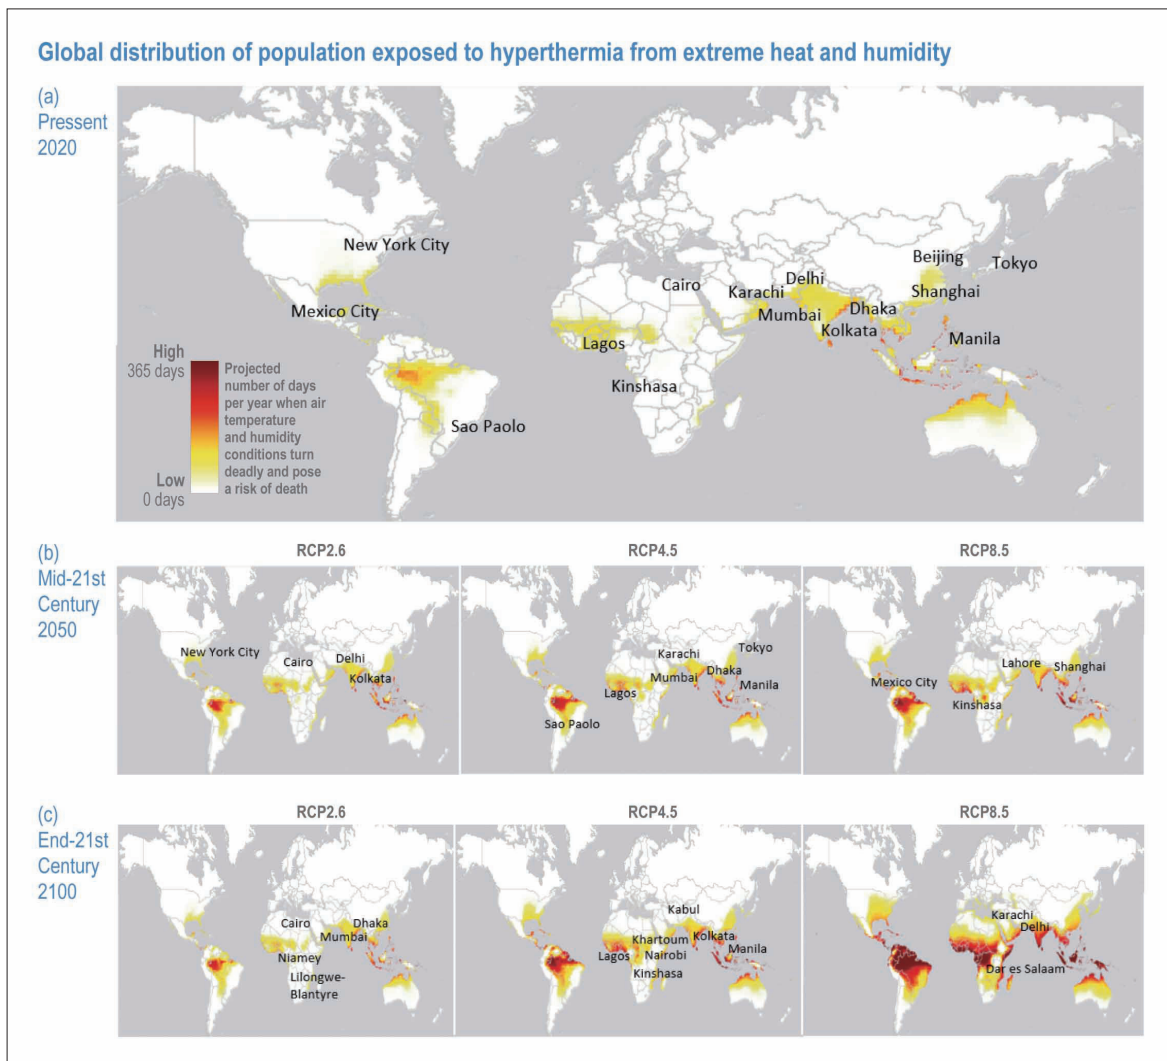 Global distribution of population exposed to hyperthermia from extreme heat and humidity
(a)
Pressent
2020
New York City
Mexico City
Sao Paolo
Cairo
Lagos
Kinshasa
Karachi
Delhi
Mumbai
Dhaka
Kolkata
Beijing
Tokyo
Shanghai
Manila
High
365 days
Low
0 days
Projected
number of days
per year when air
temperature
and humidity
conditions turn
deadly and pose
a risk of death
(b)
Mid-21st
Century
2050
RCP2.6
New York City
Cairo
Delhi
Kolkata
RCP4.5
Karachi
Tokyo
Mumbai
Dhaka
Lagos
Manila
Sao Paolo
RCP8.5
Lahore
Shanghai
Mexico City
Kinshasa
(c)
End-21st
Century
2100
RCP2.6
Cairo
Dhaka
Mumbai
Niamey
Lilongwe-
Blantyre
RCP4.5
Kabul
Khartoum
Kolkata
Lagos
Nairobi
Manila
Kinshasa
RCP8.5
Karachi
Delhi
Dar es Salaam